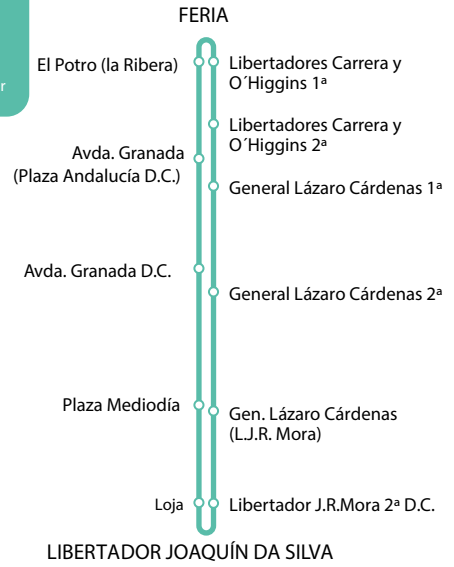 FERIA
El Potro (la Ribera)
Libertadores Carrera y
O´Higgins 1ª
r
Libertadores Carrera y
O´Higgins 2ª
Avda. Granada
(Plaza Andalucía D.C.)
General Lázaro Cárdenas 1ª
Avda. Granada D.C.
General Lázaro Cárdenas 2ª
Plaza Mediodía
Gen. Lázaro Cárdenas
(L.J.R. Mora)
Loja
Libertador J.R.Mora 2ª D.C.
LIBERTADOR JOAQUÍN DA SILVA